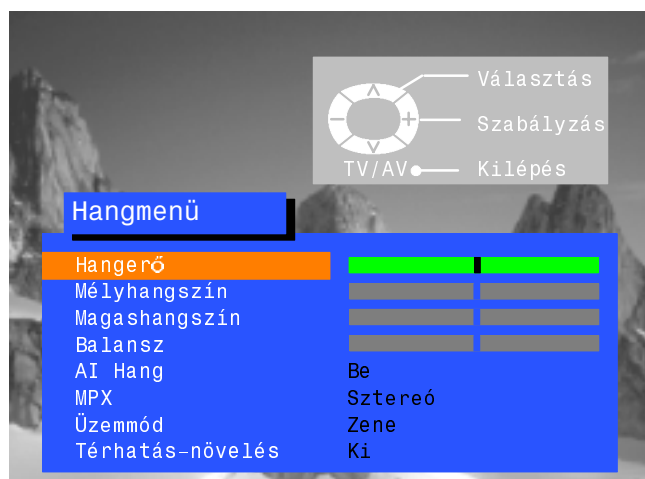 Választás
Szabályzás
TV/AV Kilépés
Hangmenü
Hangerő
Mélyhangszín
Magashangszín
Balansz
AI Hang Be
MPX Sztereó
Üzemmód Zene
Térhatás–növelés Ki